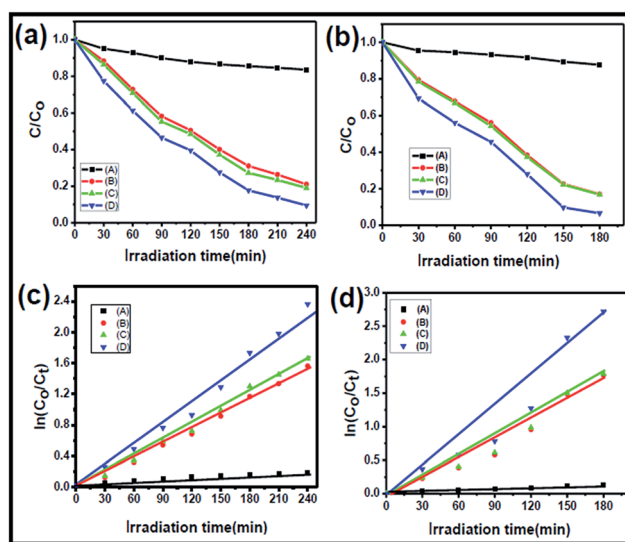 (a)
C/Co
1.0
0.8
0.6
0.4
0.2
0.0
(A)
(B)
(C)
(D)
0 30 60 90 120 150 180 210 240
Irradiation time(min)
(b)
C/Co
1.0
0.8
0.6
0.4
0.2
0.0
(A)
(B)
(C)
(D)
0 30 60 90 120 150 180
Irradiation time(min)
(c)
ln(Co/Ct)
2.4
2.0
1.6
1.2
0.8
0.4
0.0
(A)
(B)
(C)
(D)
0 30 60 90 120 150 180 210 240
Irradiation time(min)
(d)
ln(Co/Ct)
3.0
2.5
2.0
1.5
1.0
0.5
0.0
(A)
(B)
(C)
(D)
0 30 60 90 120 150 180
Irradiation time(min)